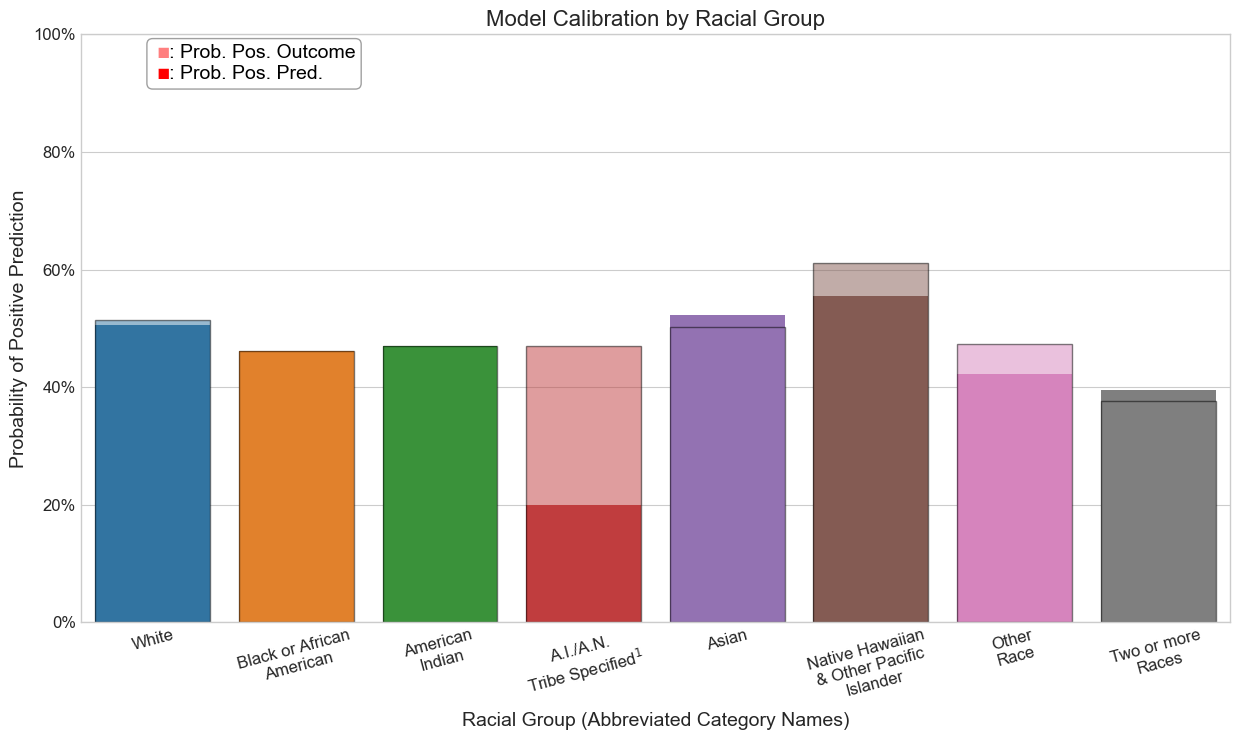 Model Calibration by Racial Group
100%
80%
60%
40%
20%
0%
Probability of Positive Prediction
■: Prob. Pos. Outcome
■: Prob. Pos. Pred.
White
Black or African
American
American
Indian
A.I./A.N.
Tribe Specified¹
Asian
Native Hawaiian
& Other Pacific
Islander
Other
Race
Two or more
Races
Racial Group (Abbreviated Category Names)